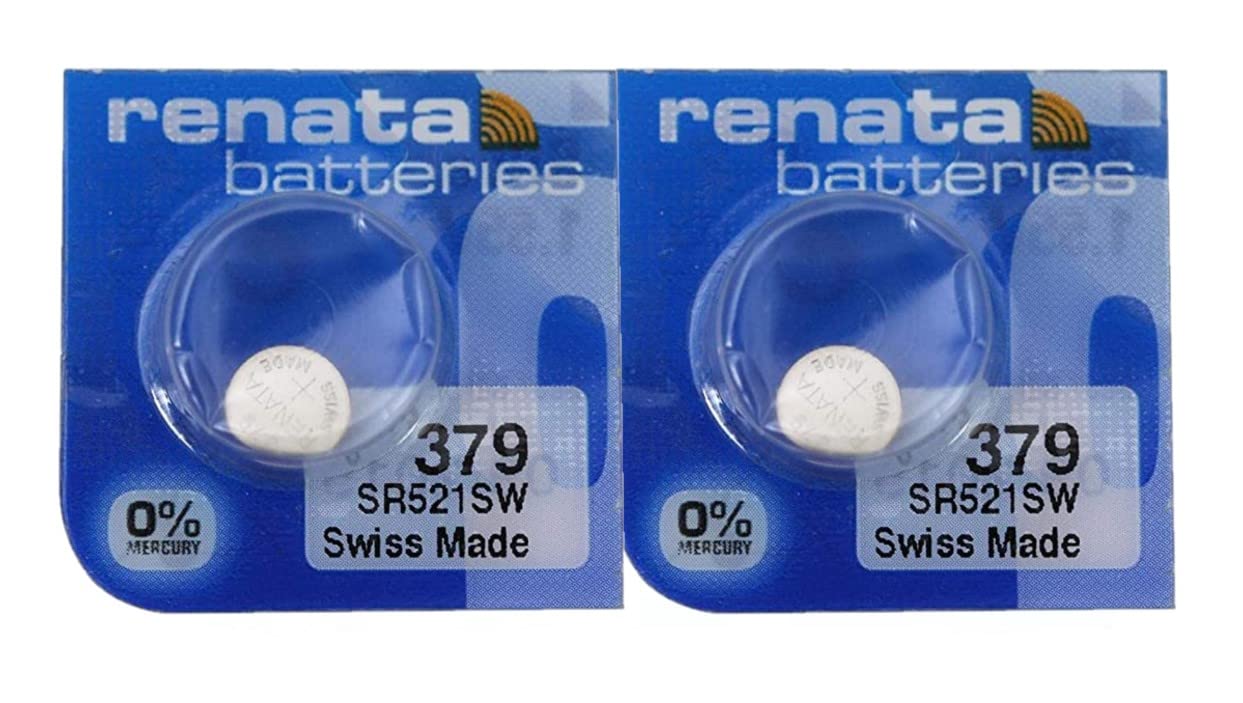 renata
batteries
MADE
SWISS
RENATA
+
379
SR521SW
Swiss Made
0%
MERCURY
renata
batteries
MADE
SWISS
RENATA
+
379
SR521SW
Swiss Made
0%
MERCURY